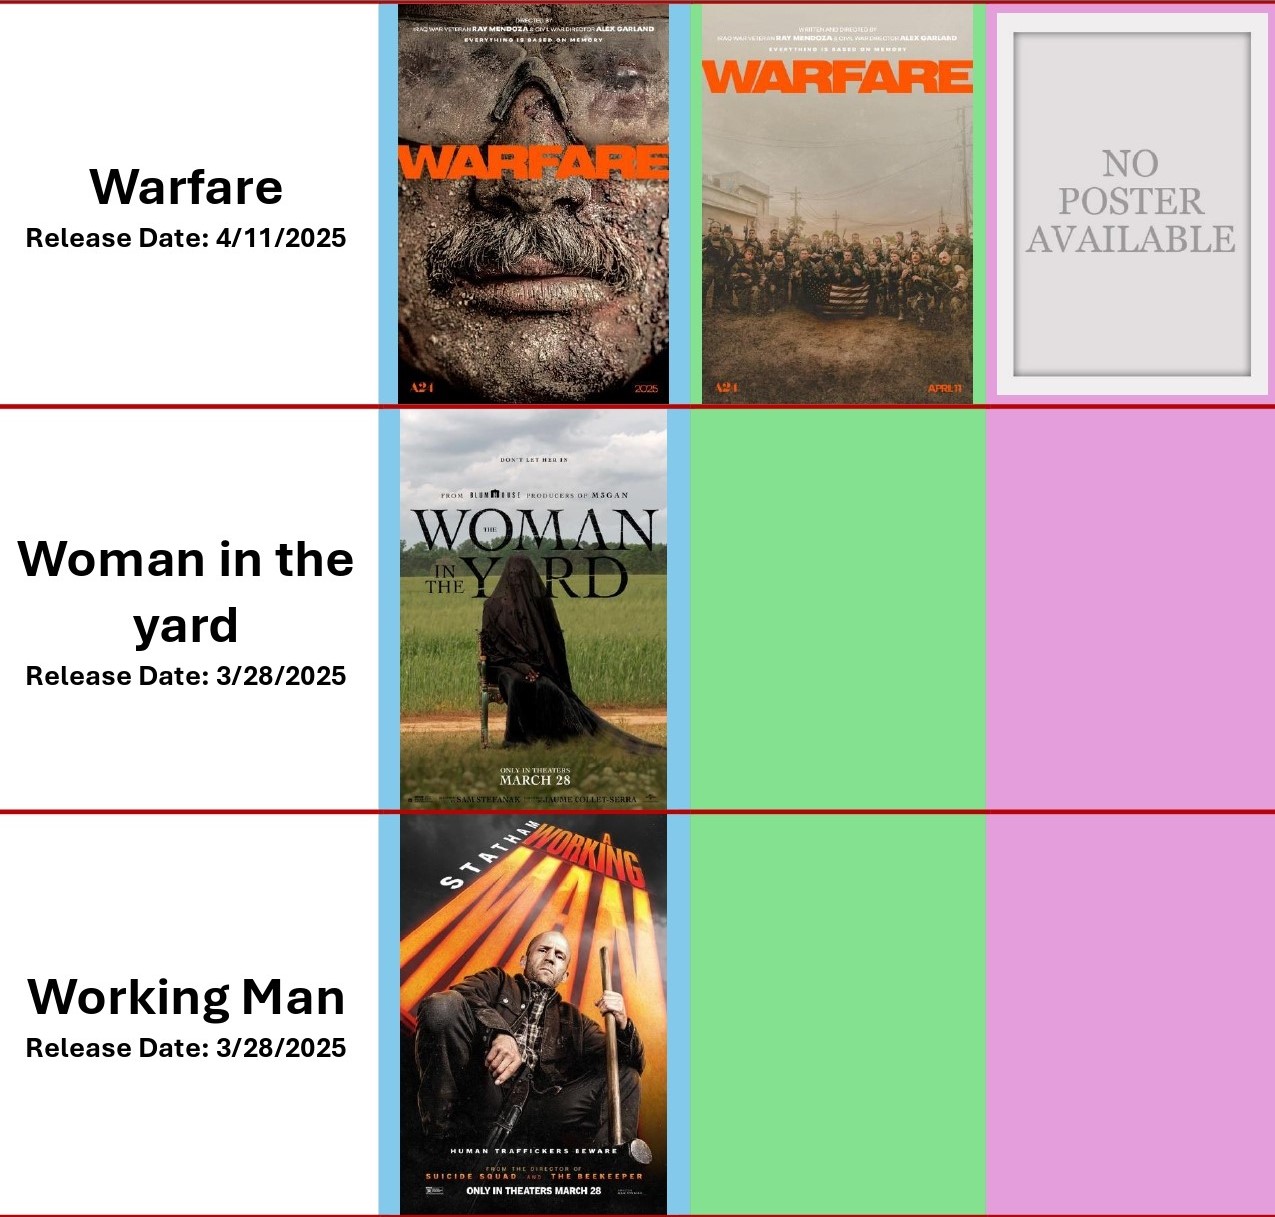 Warfare
Release Date: 4/11/2025
DIRECTED BY
IRAQ WAR VETERAN RAY MENDOZA & CIVIL WAR DIRECTOR ALEX GARLAND
EVERYTHING IS BASED ON MEMORY
WARFARE
A24
2025
WRITTEN AND DIRECTED BY
IRAQ WAR VETERAN RAY MENDOZA & CIVIL WAR DIRECTOR ALEX GARLAND
EVERYTHING IS BASED ON MEMORY
WARFARE
A24
APRIL 11
NO
POSTER
AVAILABLE
Woman in the
yard
Release Date: 3/28/2025
DON'T LET HER IN
FROM BLUMHOUSE PRODUCERS OF M3GAN
THE WOMAN
IN THE YARD
ONLY IN THEATERS
MARCH 28
SAM STEFANAK JAUME COLLET-SERRA
Working Man
Release Date: 3/28/2025
STATHAM
A
WORKING
MAN
HUMAN TRAFFICKERS BEWARE
FROM THE DIRECTOR OF
SUICIDE SQUAD AND THE BEEKEEPER
ONLY IN THEATERS MARCH 28